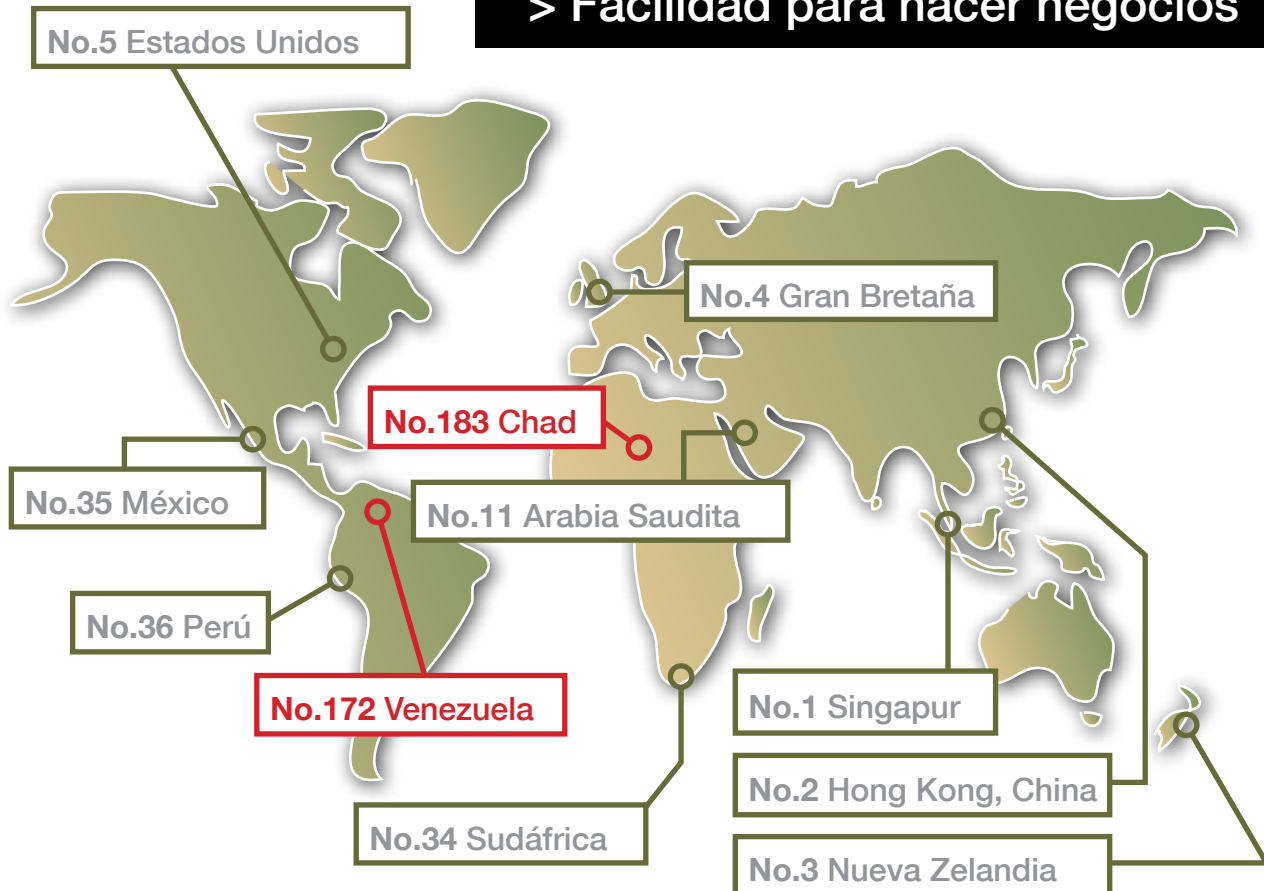 > Facilidad para hacer negocios
No.5 Estados Unidos
No.4 Gran Bretaña
No.183 Chad
No.35 México
No.11 Arabia Saudita
No.36 Perú
No.172 Venezuela
No.1 Singapur
No.2 Hong Kong, China
No.34 Sudáfrica
No.3 Nueva Zelandia